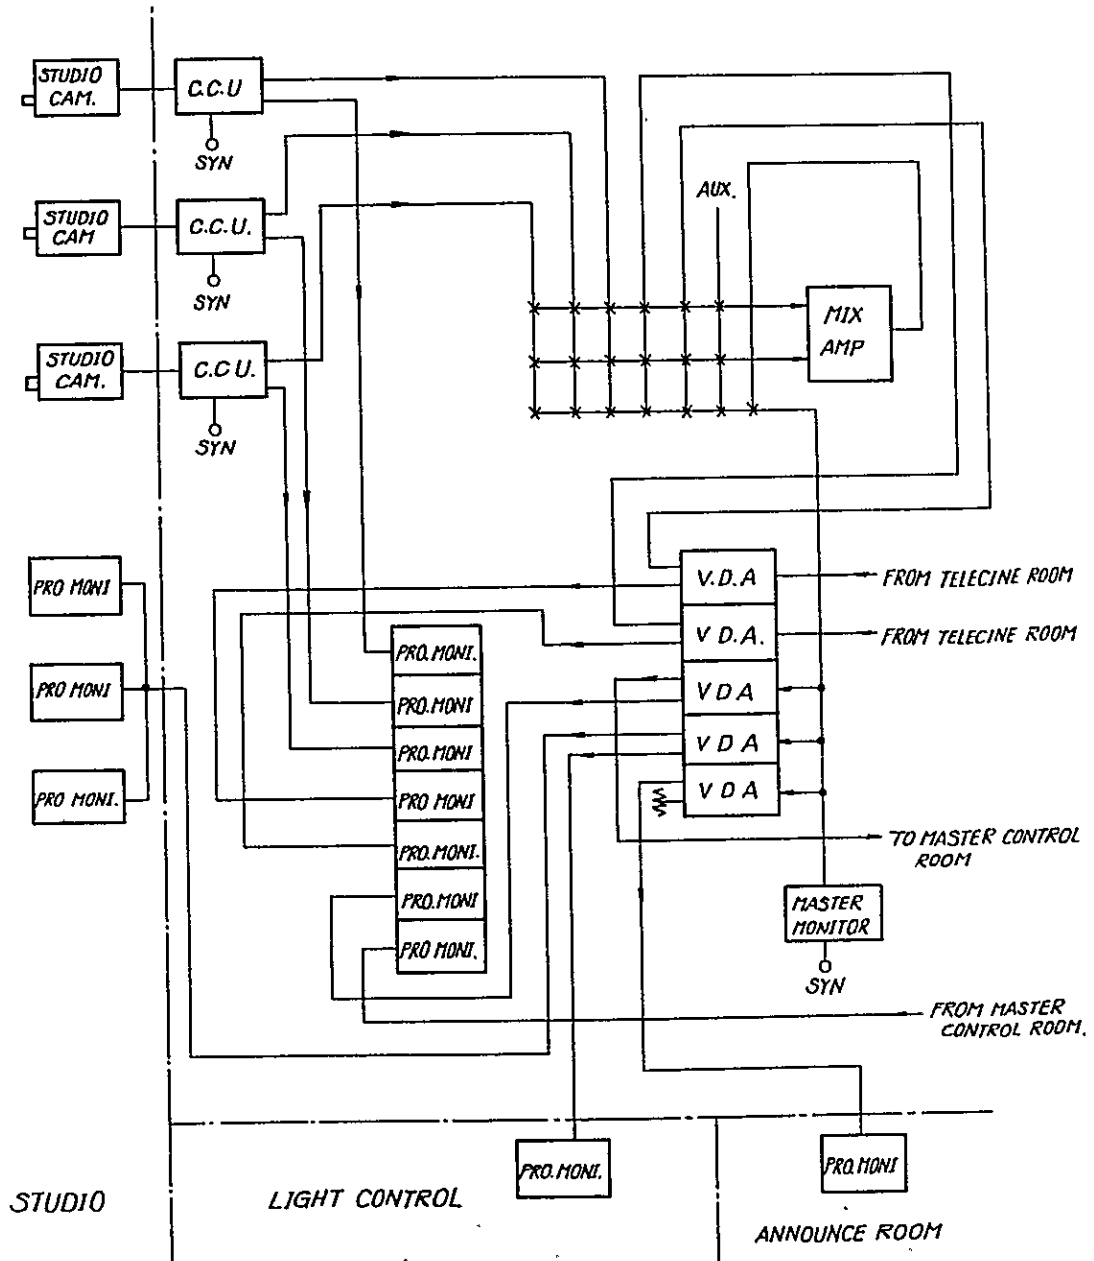 STUDIO
CAM.
C.C.U
SYN
STUDIO
CAM
C.C.U.
SYN
STUDIO
CAM.
C.C U.
SYN
AUX.
MIX
AMP
PRO MONI
PRO MONI
PRO MONI.
PRO. MONI.
PRO. MONI
PRO. MONI
PRO MONI
PRO. MONI.
PRO. MONI
PRO MONI.
V.D.A
V D.A.
V D A
V D A
V D A
FROM TELECINE ROOM
FROM TELECINE ROOM
TO MASTER CONTROL
ROOM
MASTER
MONITOR
SYN
FROM MASTER
CONTROL ROOM.
PRO. MONI.
PRO. MONI
STUDIO
LIGHT CONTROL
ANNOUNCE ROOM